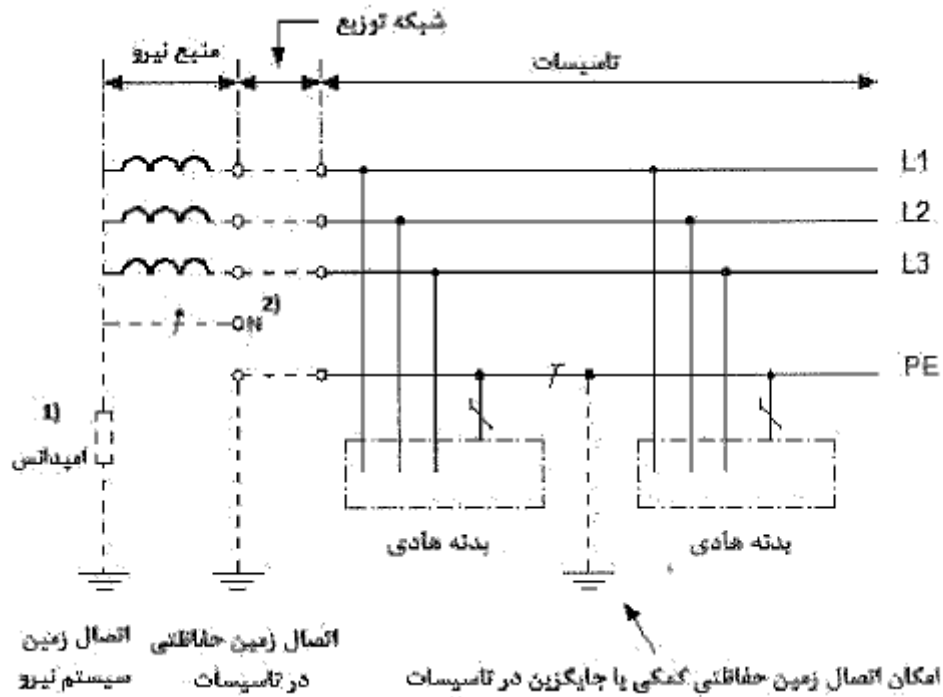 شبکه توزیع
منبع نیرو
تاسیسات
L1
L2
L3
N 2)
PE
1)
امپدانس
بدنه هادی
بدنه هادی
اتصال زمین
سیستم نیرو
اتصال زمین حفاظتی
در تاسیسات
امکان اتصال زمین حفاظتی کمکی یا جایگزین در تاسیسات